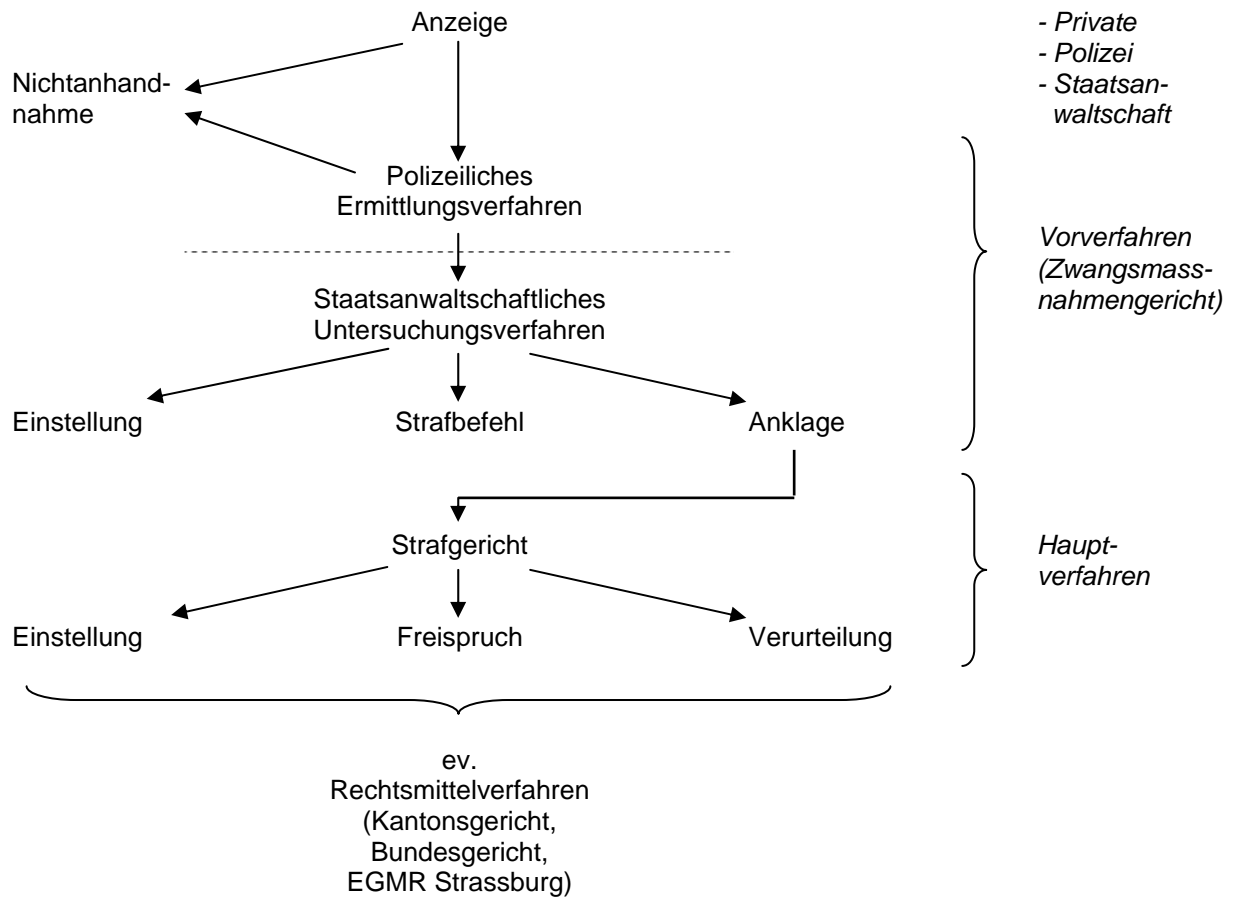 Anzeige
- Private
- Polizei
- Staatsan-
waltschaft
Nichtanhand-
nahme
Polizeiliches
Ermittlungsverfahren
Vorverfahren
(Zwangsmass-
nahmengericht)
Staatsanwaltschaftliches
Untersuchungsverfahren
Einstellung
Strafbefehl
Anklage
Strafgericht
Haupt-
verfahren
Einstellung
Freispruch
Verurteilung
ev.
Rechtsmittelverfahren
(Kantonsgericht,
Bundesgericht,
EGMR Strassburg)